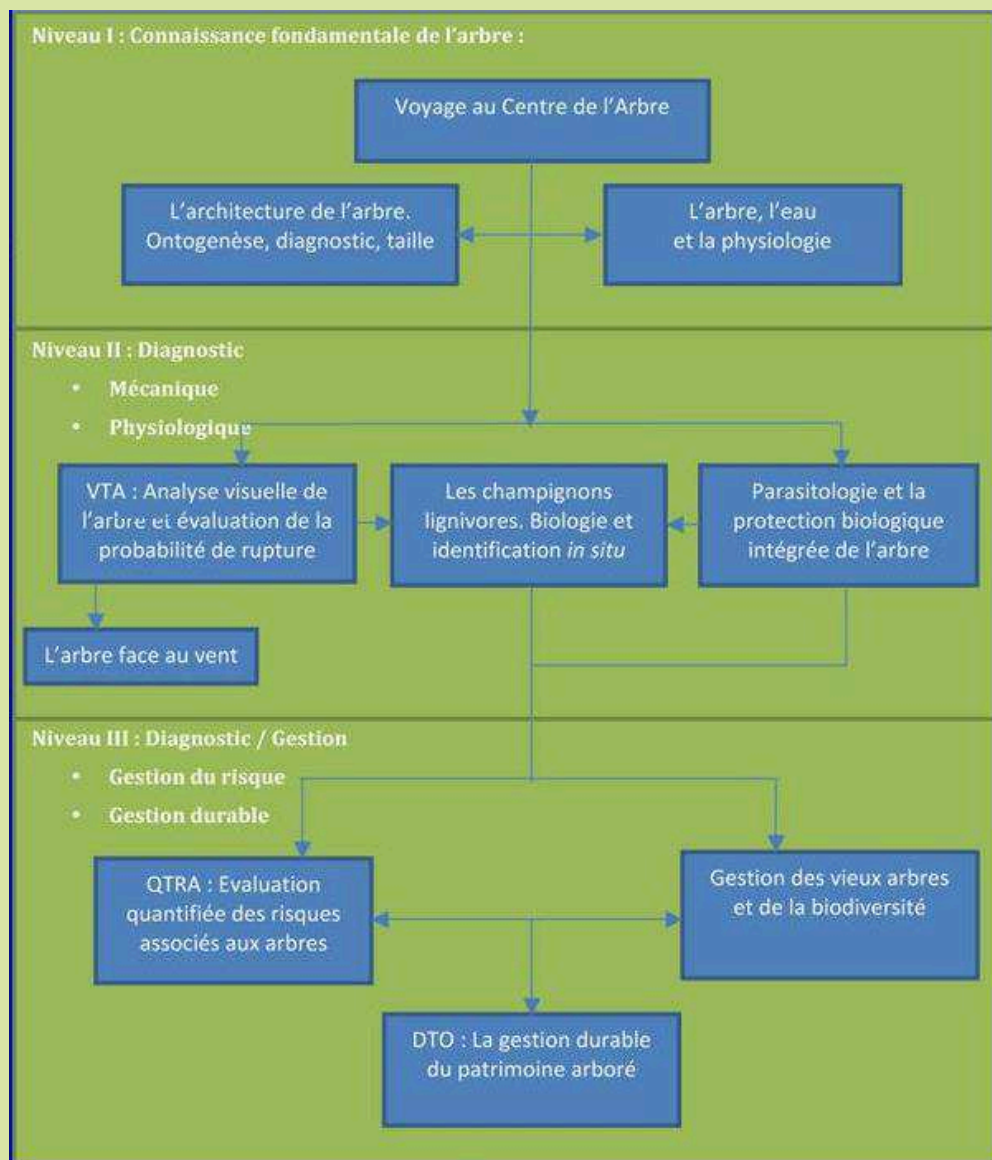 Niveau I : Connaissance fondamentale de l'arbre :
Voyage au Centre de l'Arbre
L'architecture de l'arbre.
Ontogenèse, diagnostic, taille
L'arbre, l'eau
et la physiologie
Niveau II : Diagnostic
• Mécanique
• Physiologique
VTA : Analyse visuelle de
l'arbre et évaluation de la
probabilité de rupture
Les champignons
lignivores. Biologie et
identification in situ
Parasitologie et la
protection biologique
intégrée de l'arbre
L'arbre face au vent
Niveau III : Diagnostic / Gestion
• Gestion du risque
• Gestion durable
QTRA : Evaluation
quantifiée des risques
associés aux arbres
Gestion des vieux arbres
et de la biodiversité
DTO : La gestion durable
du patrimoine arboré